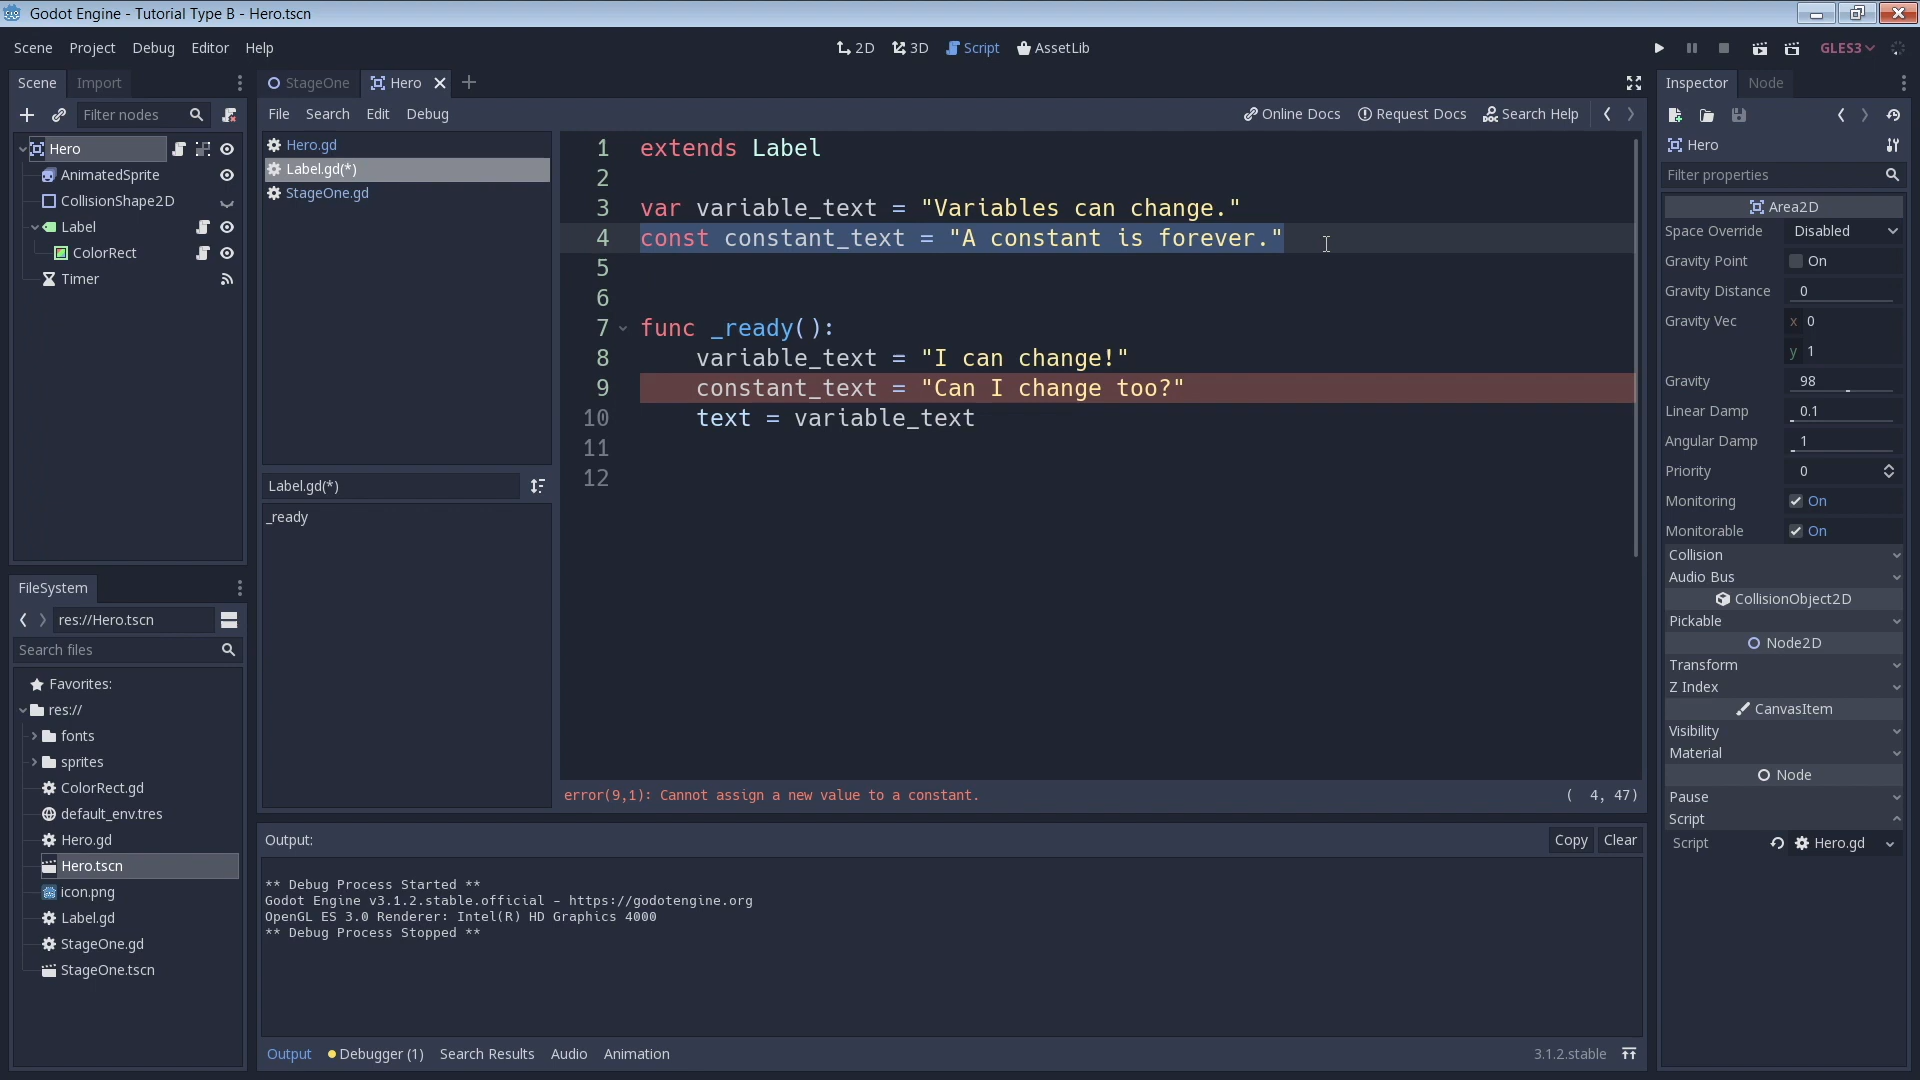 Godot Engine - Tutorial Type B - Hero.tscn
Scene Project Debug Editor Help
2D 3D Script AssetLib
GLES3
Scene Import
Filter nodes
Hero
AnimatedSprite
CollisionShape2D
Label
ColorRect
Timer
FileSystem
res://Hero.tscn
Search files
Favorites:
res://
fonts
sprites
ColorRect.gd
default_env.tres
Hero.gd
Hero.tscn
icon.png
Label.gd
StageOne.gd
StageOne.tscn
StageOne Hero
File Search Edit Debug
Online Docs Request Docs Search Help
Hero.gd
Label.gd(*)
StageOne.gd
Label.gd(*)
_ready
1 extends Label
2
3 var variable_text = "Variables can change."
4 const constant_text = "A constant is forever."
5
6
7 func _ready():
8 variable_text = "I can change!"
9 constant_text = "Can I change too?"
10 text = variable_text
11
12
error(9,1): Cannot assign a new value to a constant.
( 4, 47)
Output:
Copy Clear
** Debug Process Started **
Godot Engine v3.1.2.stable.official - https://godotengine.org
OpenGL ES 3.0 Renderer: Intel(R) HD Graphics 4000
** Debug Process Stopped **
Output Debugger (1) Search Results Audio Animation
3.1.2.stable
Inspector Node
Hero
Filter properties
Area2D
Space Override Disabled
Gravity Point On
Gravity Distance 0
Gravity Vec x 0
y 1
Gravity 98
Linear Damp 0.1
Angular Damp 1
Priority 0
Monitoring On
Monitorable On
Collision
Audio Bus
CollisionObject2D
Pickable
Node2D
Transform
Z Index
CanvasItem
Visibility
Material
Node
Pause
Script
Script Hero.gd